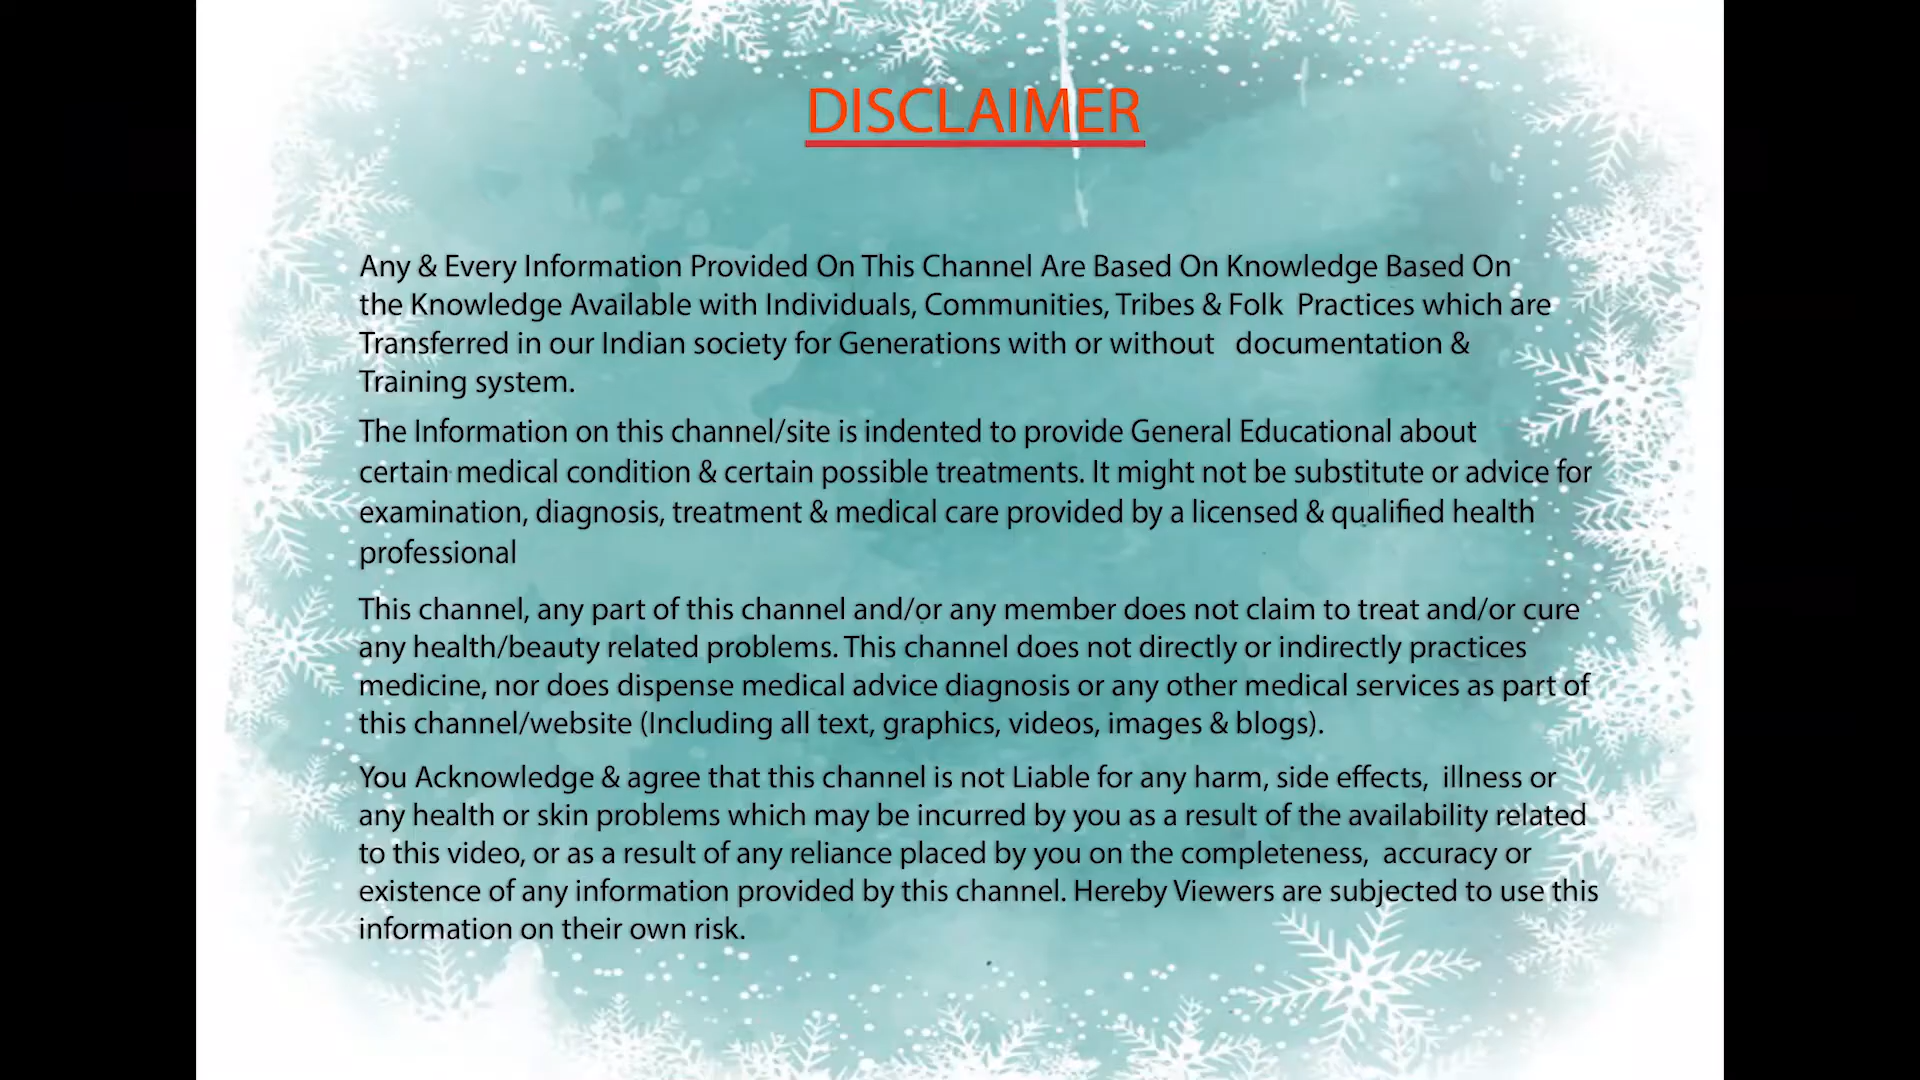 DISCLAIMER
Any & Every Information Provided On This Channel Are Based On Knowledge Based On
the Knowledge Available with Individuals, Communities, Tribes & Folk Practices which are
Transferred in our Indian society for Generations with or without documentation &
Training system.
The Information on this channel/site is indented to provide General Educational about
certain medical condition & certain possible treatments. It might not be substitute or advice for
examination, diagnosis, treatment & medical care provided by a licensed & qualified health
professional
This channel, any part of this channel and/or any member does not claim to treat and/or cure
any health/beauty related problems. This channel does not directly or indirectly practices
medicine, nor does dispense medical advice diagnosis or any other medical services as part of
this channel/website (Including all text, graphics, videos, images & blogs).
You Acknowledge & agree that this channel is not Liable for any harm, side effects, illness or
any health or skin problems which may be incurred by you as a result of the availability related
to this video, or as a result of any reliance placed by you on the completeness, accuracy or
existence of any information provided by this channel. Hereby Viewers are subjected to use this
information on their own risk.